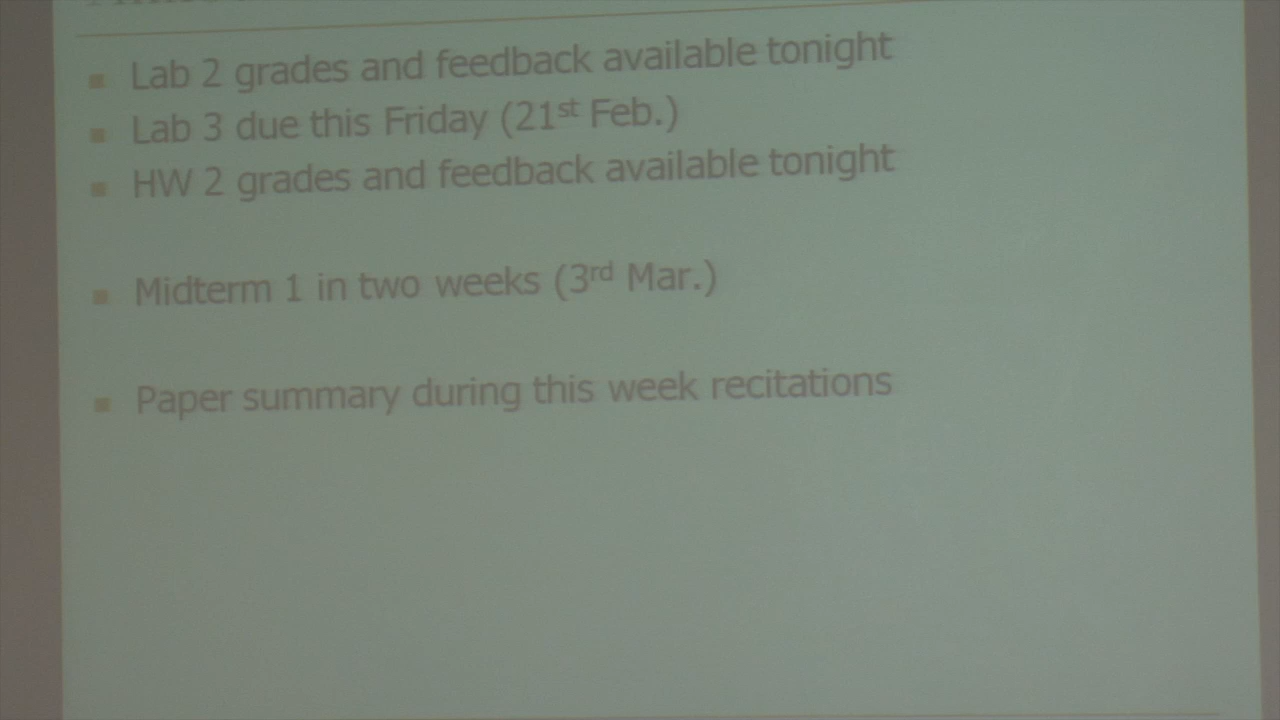 Lab 2 grades and feedback available tonight
Lab 3 due this Friday (21st Feb.)
HW 2 grades and feedback available tonight
Midterm 1 in two weeks (3rd Mar.)
Paper summary during this week recitations